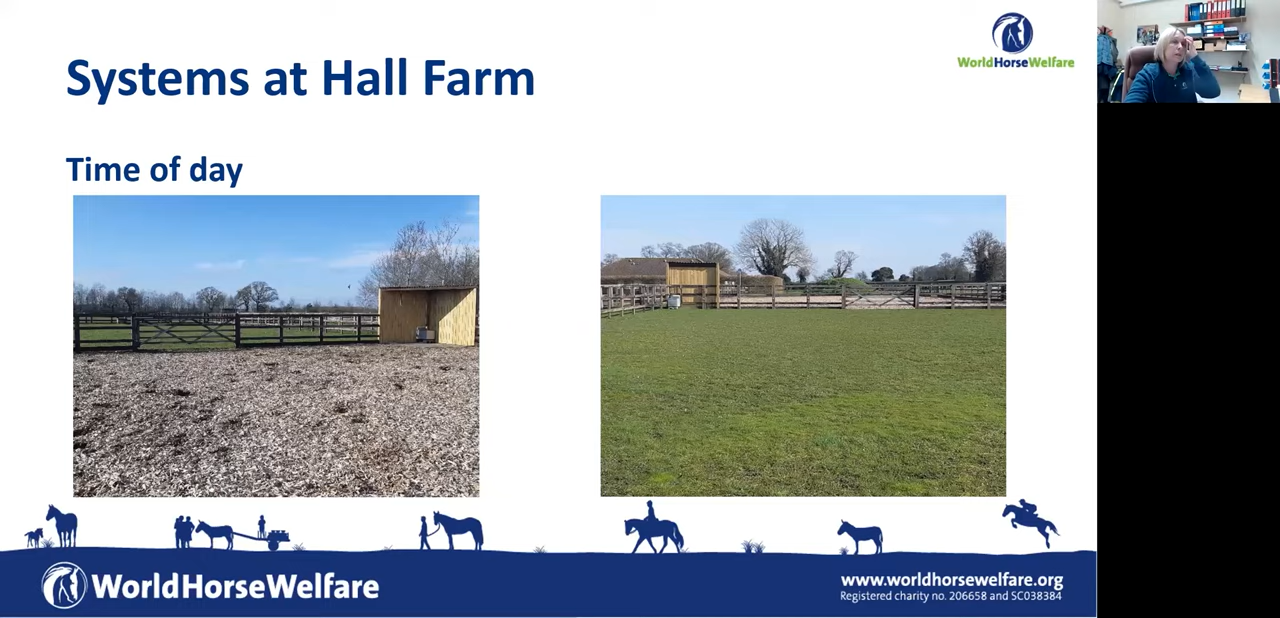 Systems at Hall Farm
WorldHorseWelfare
Time of day
WorldHorseWelfare
www.worldhorsewelfare.org
Registered charity no. 206658 and SC038384